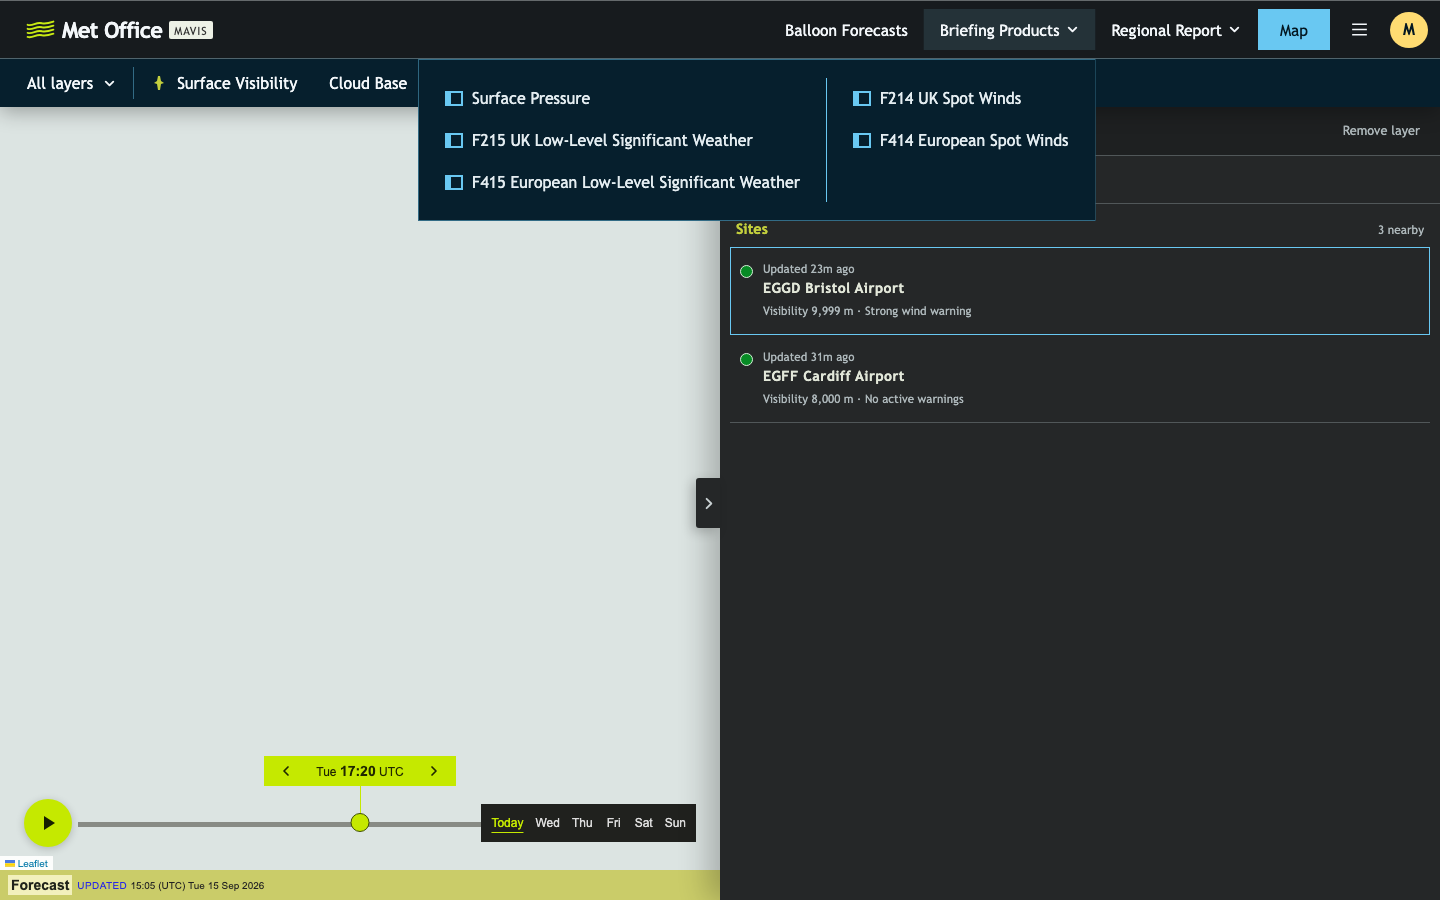 Met Office MAVIS
Balloon Forecasts
Briefing Products
Regional Report
Map
M
All layers
Surface Visibility
Cloud Base
Surface Pressure
F215 UK Low-Level Significant Weather
F415 European Low-Level Significant Weather
F214 UK Spot Winds
F414 European Spot Winds
Remove layer
Sites
3 nearby
Updated 23m ago
EGGD Bristol Airport
Visibility 9,999 m · Strong wind warning
Updated 31m ago
EGFF Cardiff Airport
Visibility 8,000 m · No active warnings
Tue 17:20 UTC
Today Wed Thu Fri Sat Sun
Leaflet
Forecast UPDATED 15:05 (UTC) Tue 15 Sep 2026